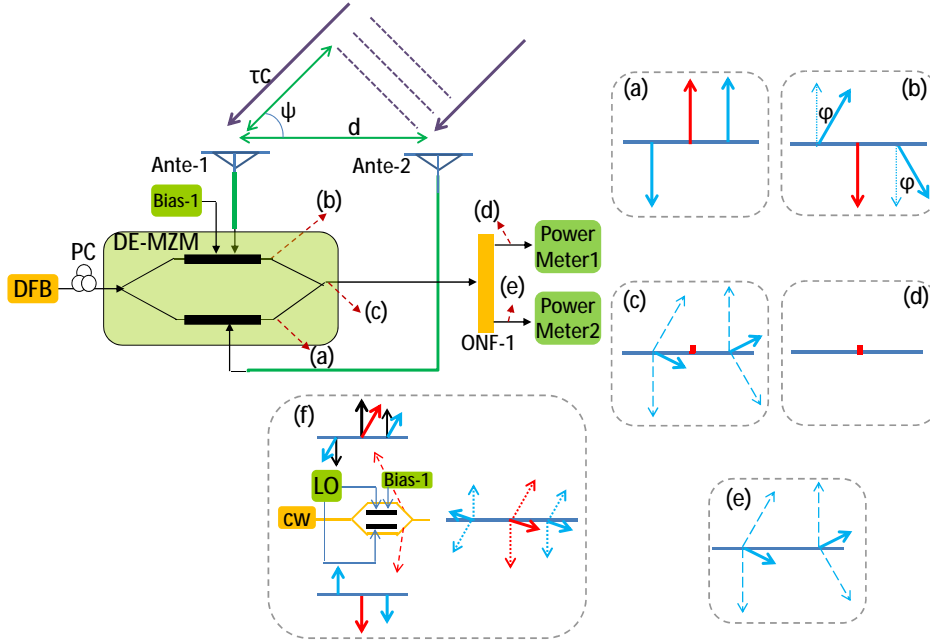 τc
ψ
d
Ante-1
Ante-2
Bias-1
(b)
DE-MZM
PC
DFB
(c)
(a)
(d)
Power
Meter1
(e)
Power
Meter2
ONF-1
(a)
(b)
φ
φ
(c)
(d)
(f)
LO
Bias-1
CW
(e)